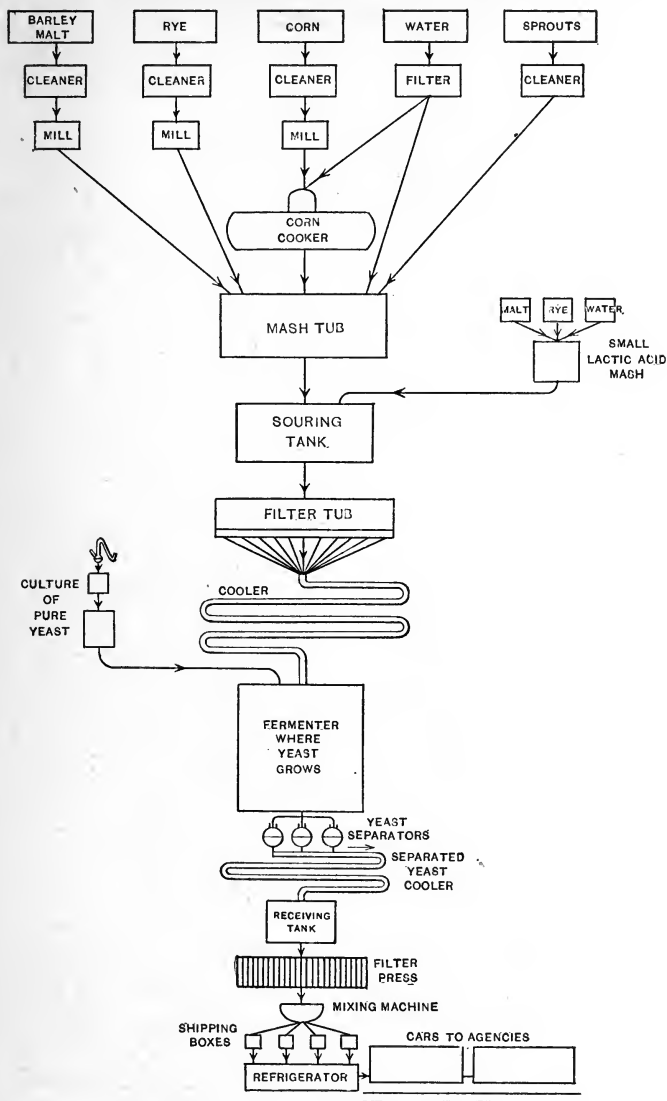 BARLEY
MALT
RYE
CORN
WATER
SPROUTS
CLEANER
CLEANER
CLEANER
FILTER
CLEANER
MILL
MILL
MILL
CORN
COOKER
MASH TUB
MALT
RYE
WATER
SMALL
LACTIC ACID
MASH
SOURING
TANK
FILTER TUB
COOLER
CULTURE
OF
PURE
YEAST
FERMENTER
WHERE
YEAST
GROWS
YEAST
SEPARATORS
SEPARATED
YEAST
COOLER
RECEIVING
TANK
FILTER
PRESS
MIXING MACHINE
SHIPPING
BOXES
CARS TO AGENCIES
REFRIGERATOR